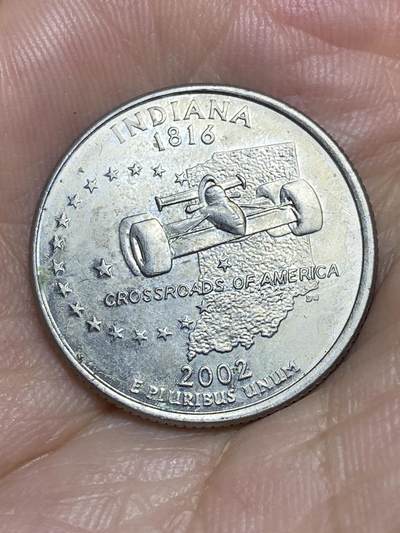 INDIANA
1816
CROSSROADS OF AMERICA
2002
E PLURIBUS UNUM